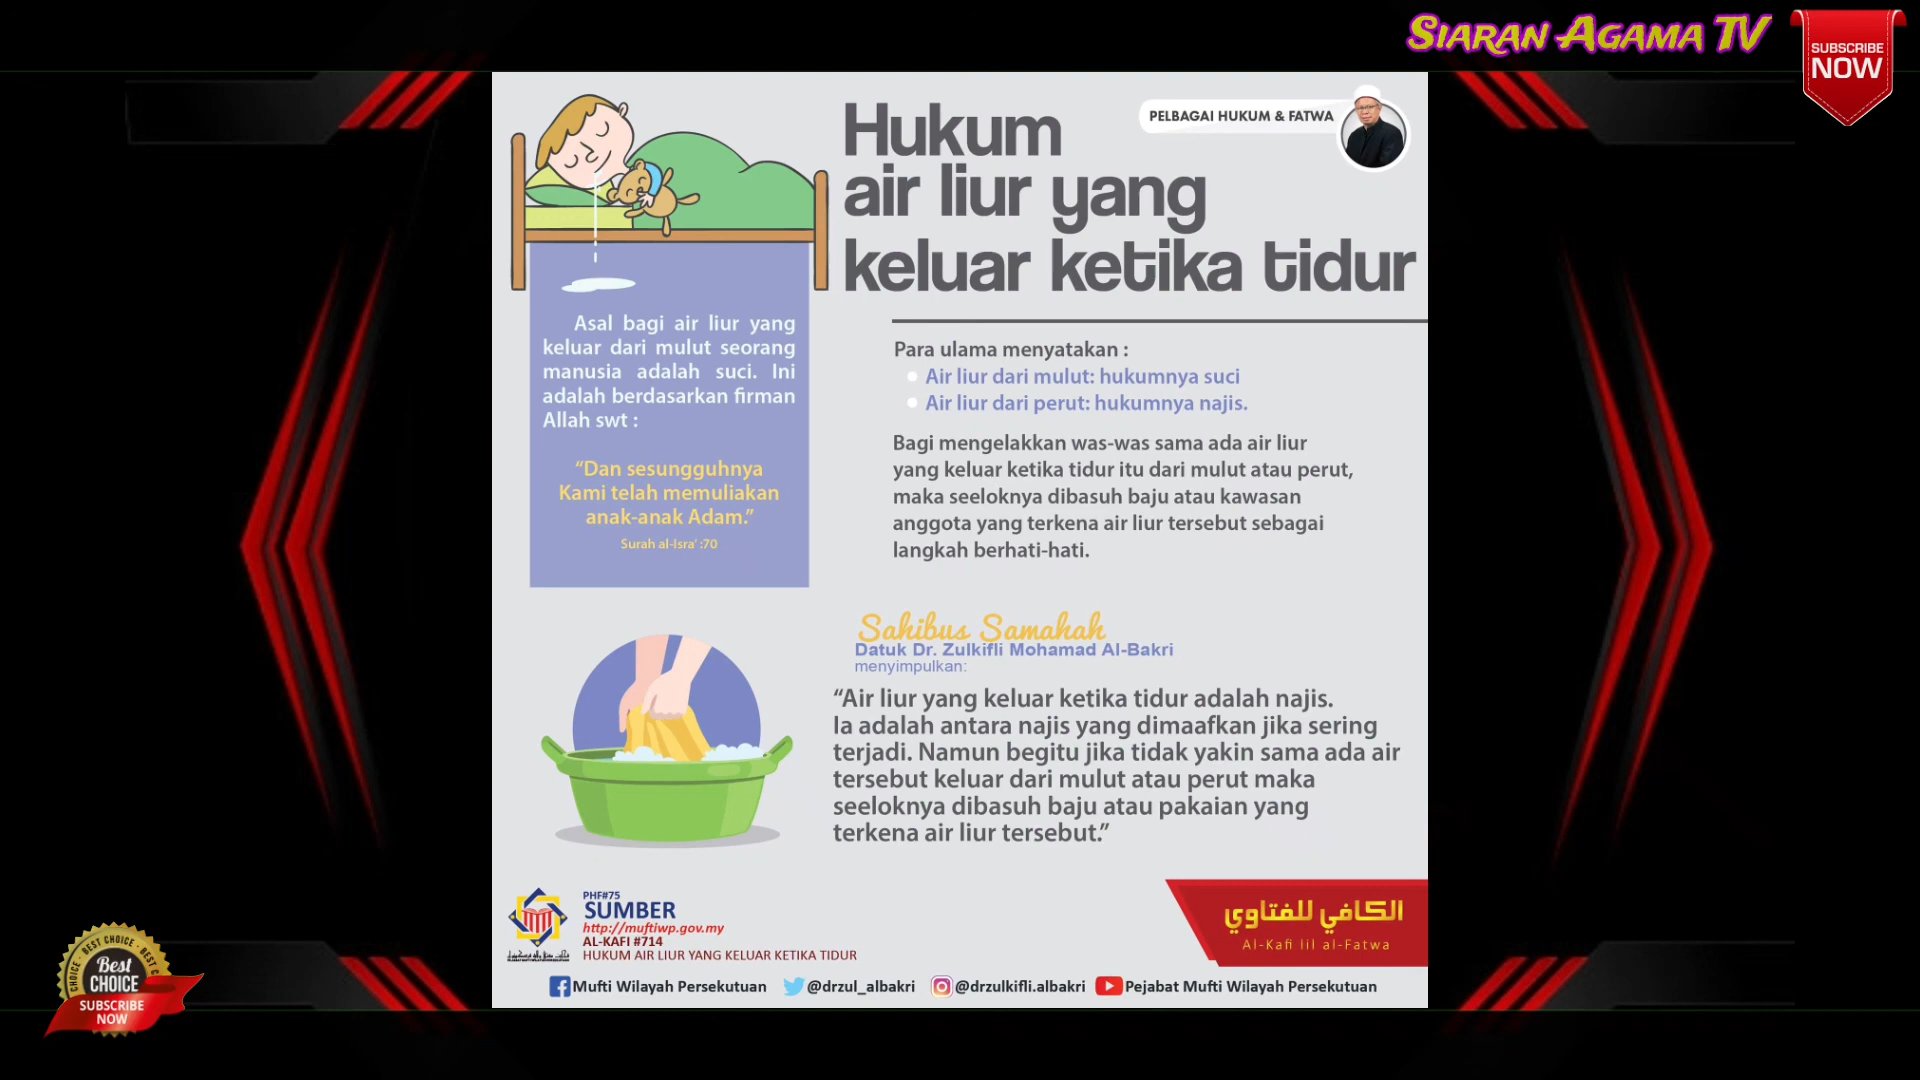 Siaran Agama TV
SUBSCRIBE
NOW
PELBAGAI HUKUM & FATWA
Hukum
air liur yang
keluar ketika tidur
Asal bagi air liur yang
keluar dari mulut seorang
manusia adalah suci. Ini
adalah berdasarkan firman
Allah swt :
“Dan sesungguhnya
Kami telah memuliakan
anak-anak Adam.”
Surah al-Isra’ :70
Para ulama menyatakan :
Air liur dari mulut: hukumnya suci
Air liur dari perut: hukumnya najis.
Bagi mengelakkan was-was sama ada air liur
yang keluar ketika tidur itu dari mulut atau perut,
maka seeloknya dibasuh baju atau kawasan
anggota yang terkena air liur tersebut sebagai
langkah berhati-hati.
Sahibus Samahah
Datuk Dr. Zulkifli Mohamad Al-Bakri
menyimpulkan:
“Air liur yang keluar ketika tidur adalah najis.
Ia adalah antara najis yang dimaafkan jika sering
terjadi. Namun begitu jika tidak yakin sama ada air
tersebut keluar dari mulut atau perut maka
seeloknya dibasuh baju atau pakaian yang
terkena air liur tersebut.”
PHF#75
SUMBER
http://muftiwp.gov.my
AL-KAFI #714
HUKUM AIR LIUR YANG KELUAR KETIKA TIDUR
الكافي للفتاوي
Al-Kafi lil al-Fatwa
Mufti Wilayah Persekutuan @drzul_albakri @drzulkifli.albakri Pejabat Mufti Wilayah Persekutuan
BEST CHOICE
Best
CHOICE
SUBSCRIBE
NOW